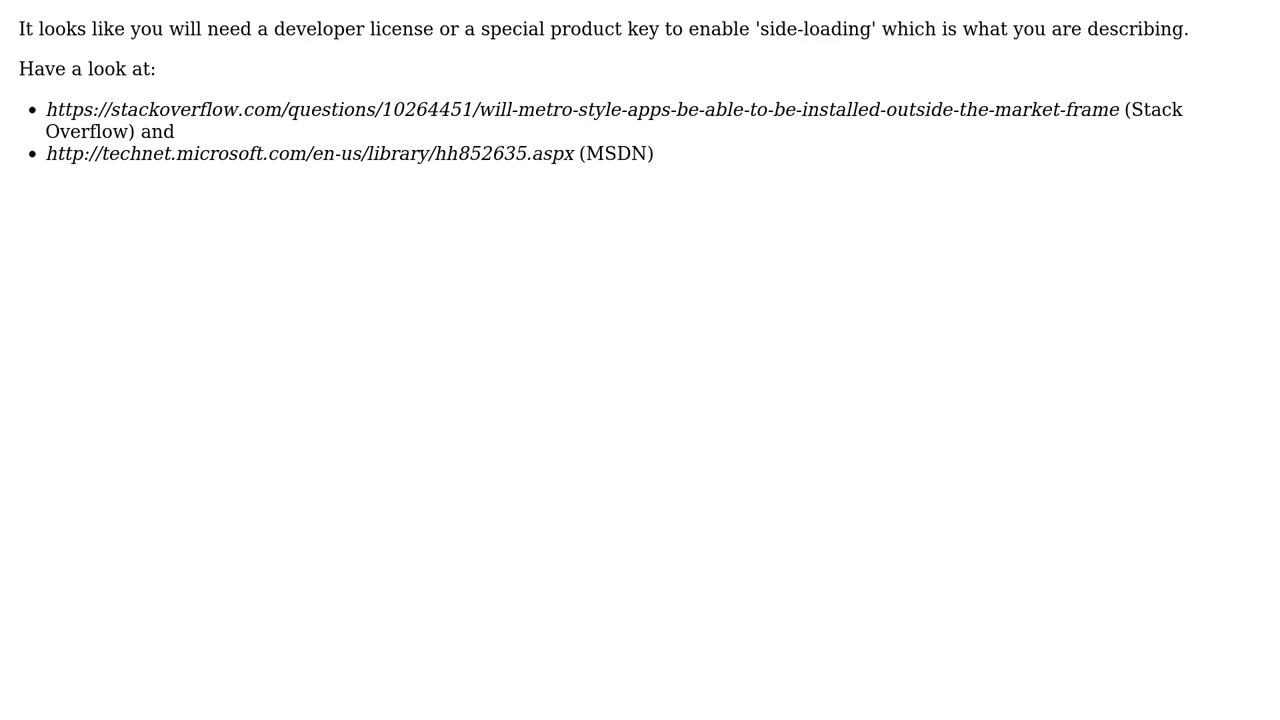 It looks like you will need a developer license or a special product key to enable 'side-loading' which is what you are describing.
Have a look at:
• https://stackoverflow.com/questions/10264451/will-metro-style-apps-be-able-to-be-installed-outside-the-market-frame (Stack
Overflow) and
• http://technet.microsoft.com/en-us/library/hh852635.aspx (MSDN)